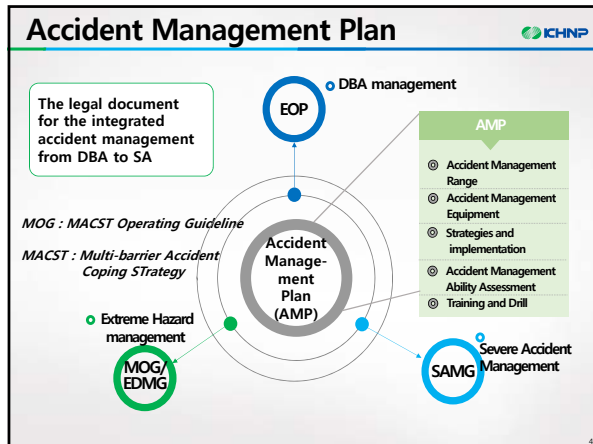 Accident Management Plan
KHNP
The legal document
for the integrated
accident management
from DBA to SA
EOP
DBA management
AMP
Accident Management
Range
Accident Management
Equipment
Strategies and
implementation
Accident Management
Ability Assessment
Training and Drill
MOG : MACST Operating Guideline
MACST : Multi-barrier Accident
Coping STrategy
Accident
Manage-
ment
Plan
(AMP)
Extreme Hazard
management
MOG/
EDMG
SAMG
Severe Accident
Management
4